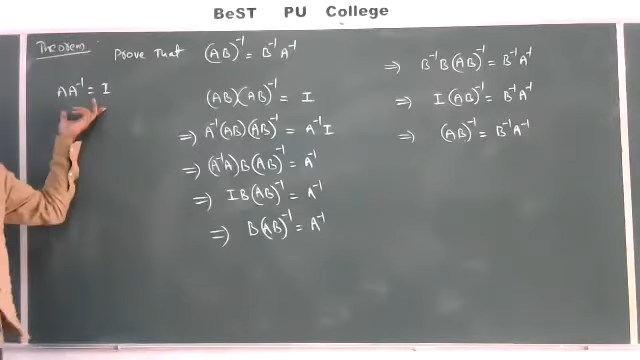 BeST PU College
Theorem Prove that (AB)⁻¹ = B⁻¹A⁻¹
AA⁻¹ = I
(AB)(AB)⁻¹ = I
⇒ A⁻¹(AB)(AB)⁻¹ = A⁻¹I
⇒ (A⁻¹A)B(AB)⁻¹ = A⁻¹
⇒ IB(AB)⁻¹ = A⁻¹
⇒ B(AB)⁻¹ = A⁻¹
⇒ B⁻¹B(AB)⁻¹ = B⁻¹A⁻¹
⇒ I(AB)⁻¹ = B⁻¹A⁻¹
⇒ (AB)⁻¹ = B⁻¹A⁻¹